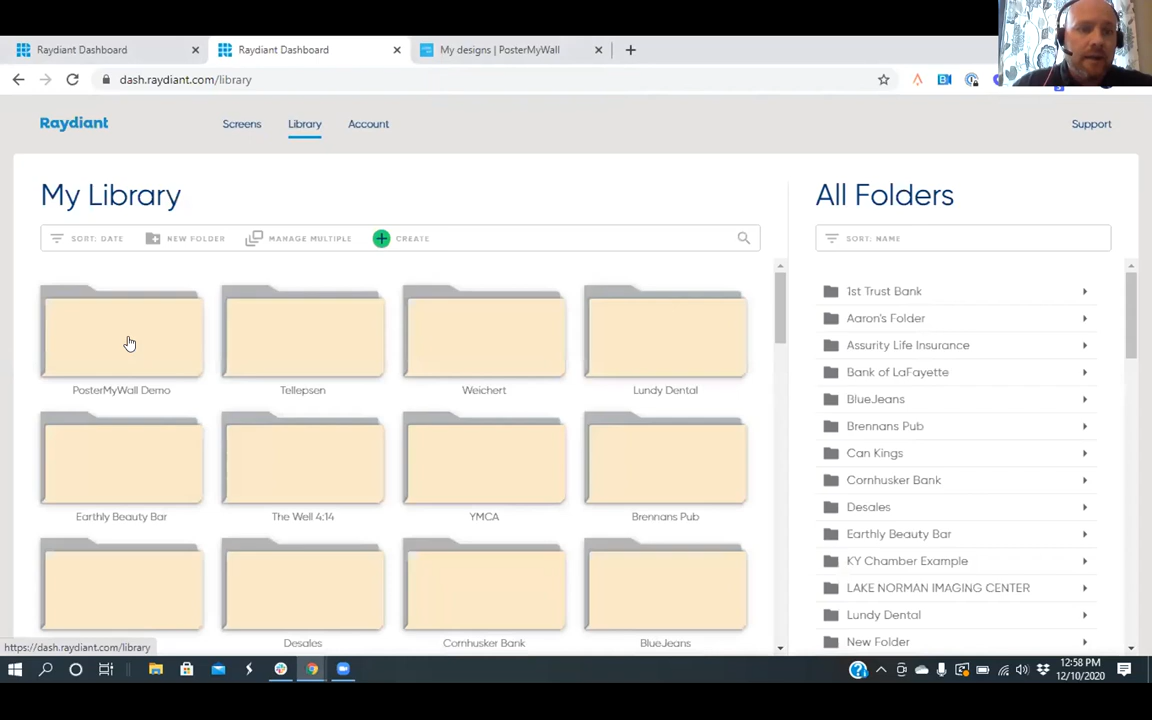 Raydiant Dashboard
Raydiant Dashboard
My designs | PosterMyWall
dash.raydiant.com/library
Raydiant
Screens
Library
Account
Support
My Library
SORT: DATE
NEW FOLDER
MANAGE MULTIPLE
CREATE
PosterMyWall Demo
Tellepsen
Weichert
Lundy Dental
Earthly Beauty Bar
The Well 4:14
YMCA
Brennans Pub
Desales
Cornhusker Bank
BlueJeans
All Folders
SORT: NAME
1st Trust Bank
Aaron's Folder
Assurity Life Insurance
Bank of LaFayette
BlueJeans
Brennans Pub
Can Kings
Cornhusker Bank
Desales
Earthly Beauty Bar
KY Chamber Example
LAKE NORMAN IMAGING CENTER
Lundy Dental
New Folder
https://dash.raydiant.com/library
12:58 PM
12/10/2020